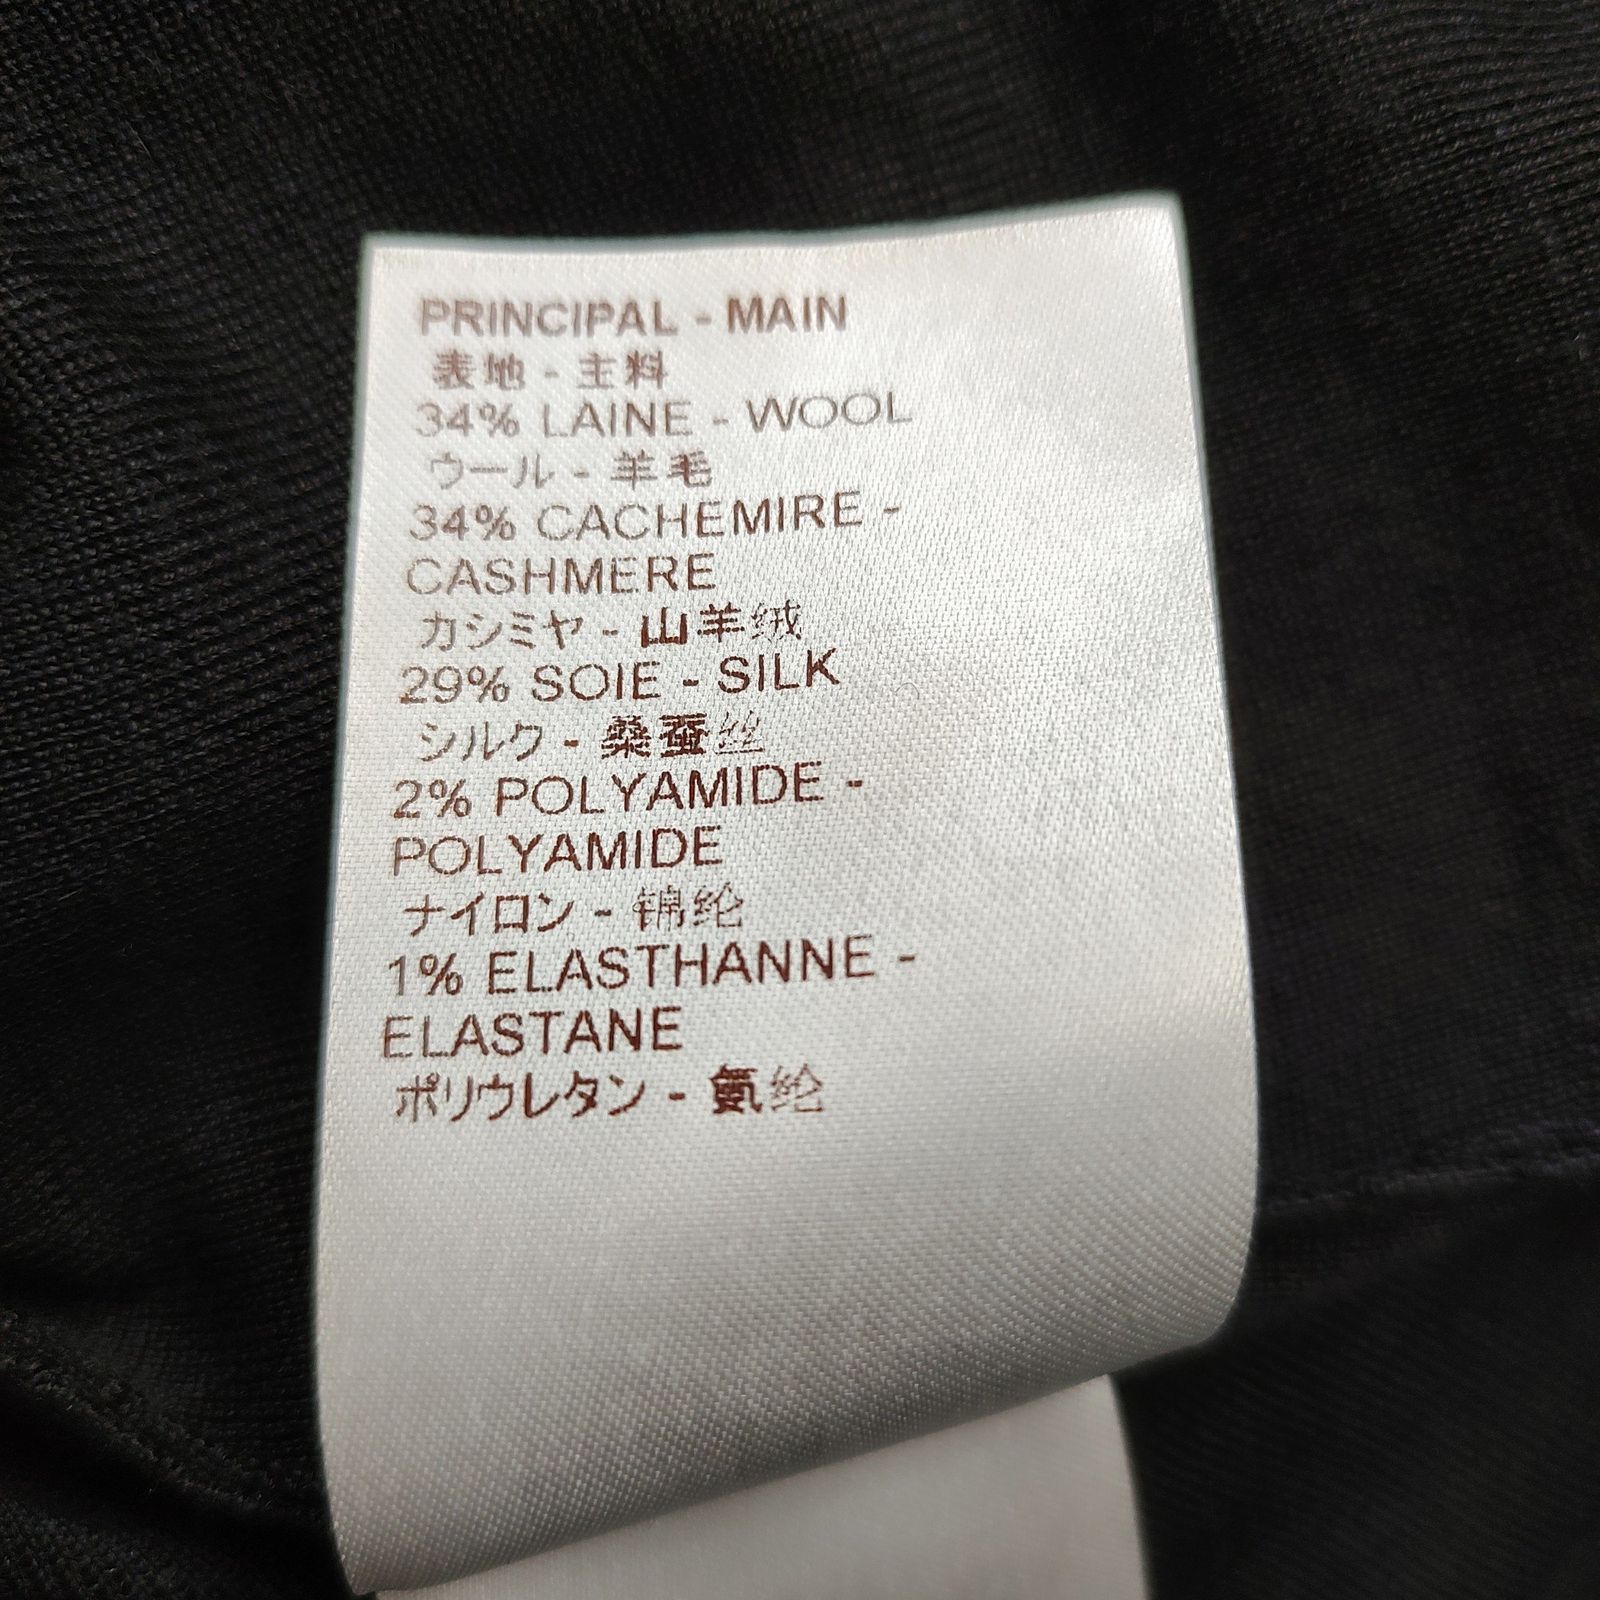 PRINCIPAL - MAIN
表地 - 主料
34% LAINE - WOOL
ウール - 羊毛
34% CACHEMIRE -
CASHMERE
カシミヤ - 山羊绒
29% SOIE - SILK
シルク - 桑蚕丝
2% POLYAMIDE -
POLYAMIDE
ナイロン - 锦纶
1% ELASTHANNE -
ELASTANE
ポリウレタン - 氨纶